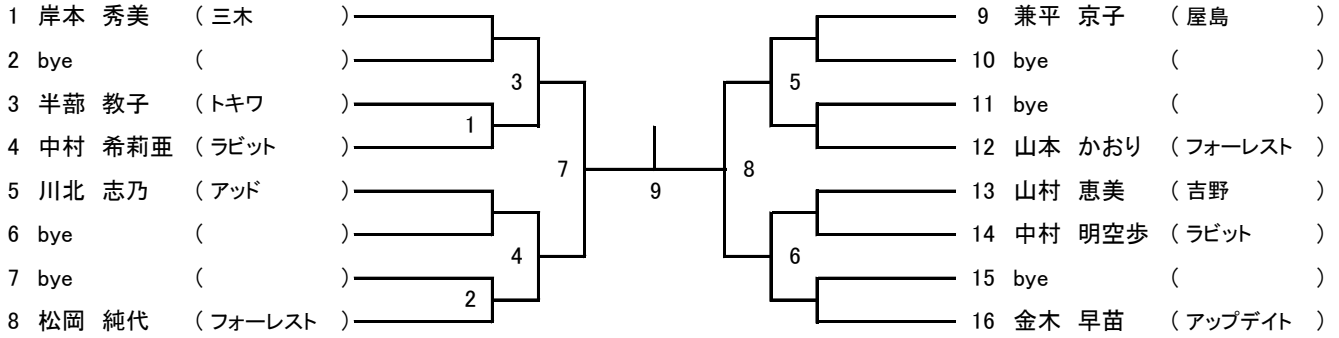 1 岸本 秀美 ( 三木 )
2 bye ( )
3 半蔀 教子 ( トキワ )
4 中村 希莉亜 ( ラビット )
5 川北 志乃 ( アッド )
6 bye ( )
7 bye ( )
8 松岡 純代 ( フォーレスト )
3
1
7
4
2
9
5
8
6
9 兼平 京子 ( 屋島 )
10 bye ( )
11 bye ( )
12 山本 かおり ( フォーレスト )
13 山村 恵美 ( 吉野 )
14 中村 明空歩 ( ラビット )
15 bye ( )
16 金木 早苗 ( アップデイト )